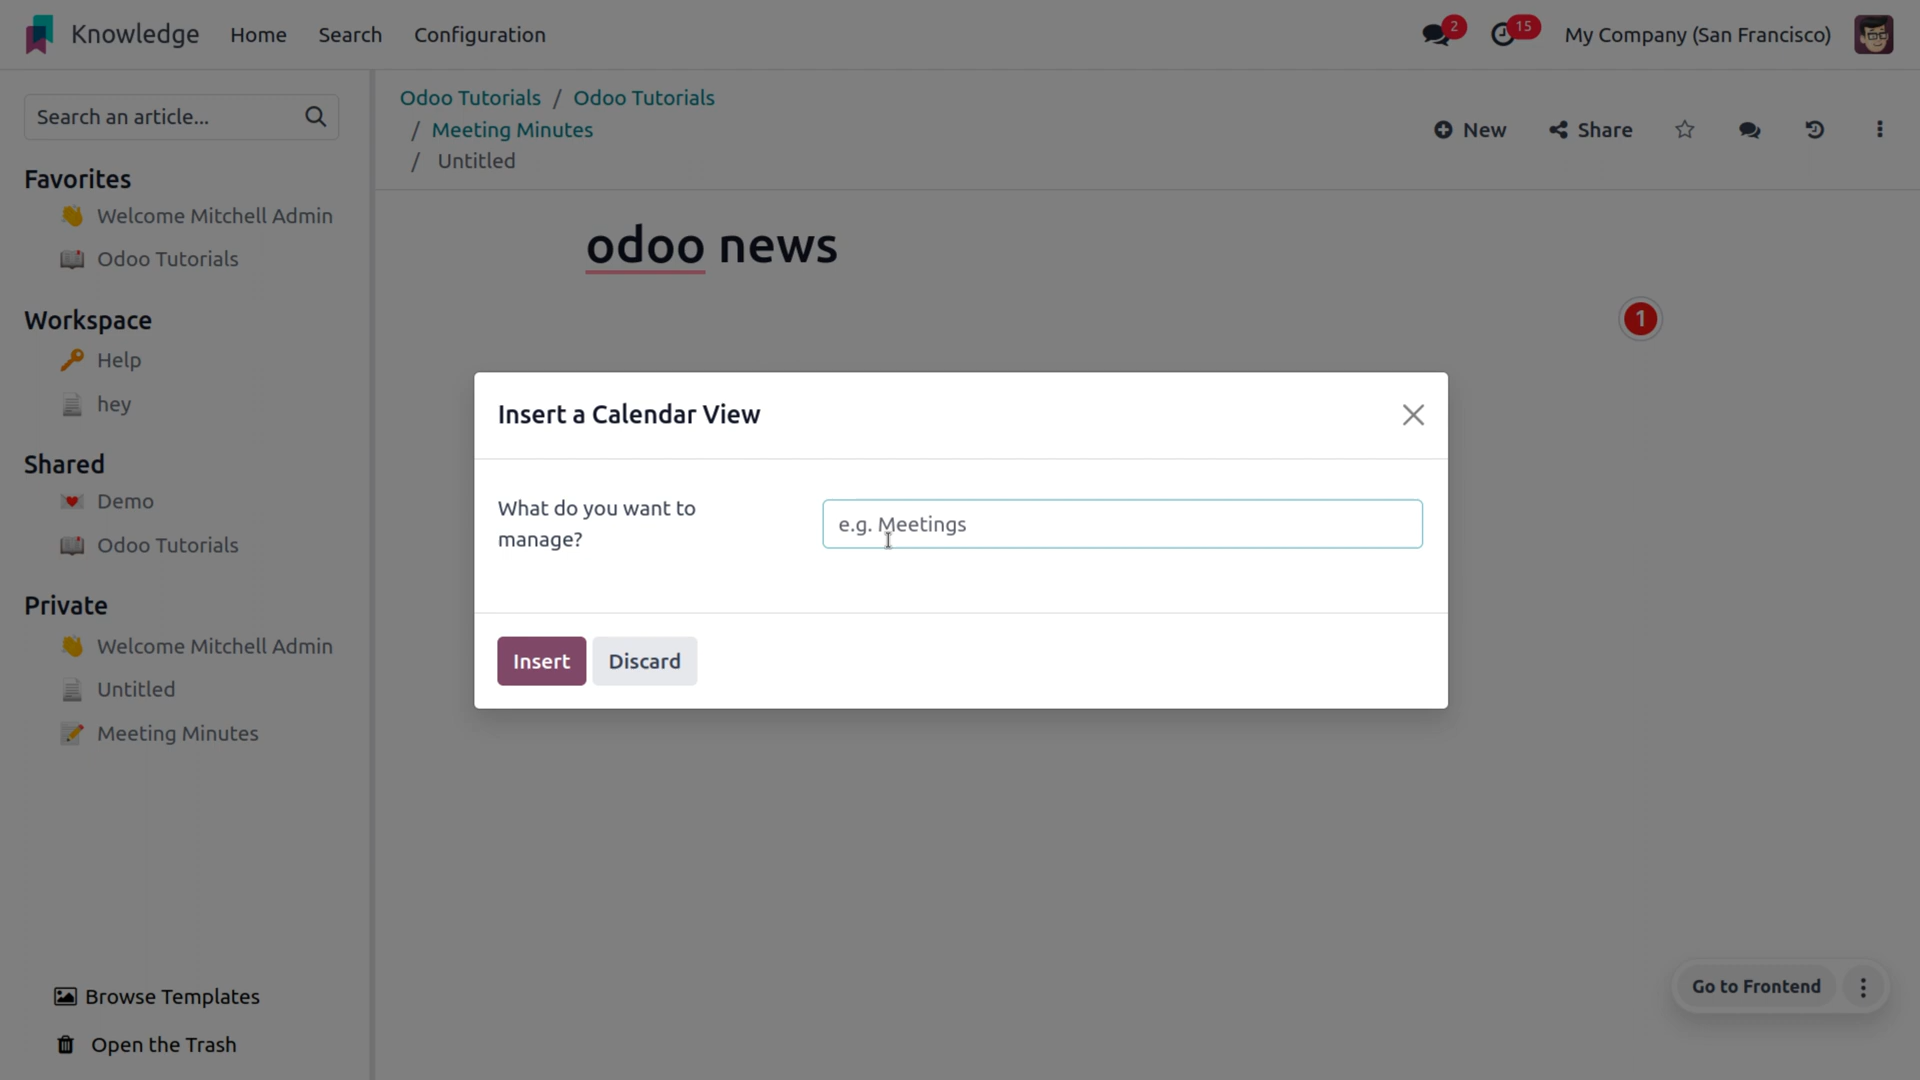 Knowledge Home Search Configuration 2 15 My Company (San Francisco)
Search an article...
Odoo Tutorials / Odoo Tutorials
/ Meeting Minutes
/ Untitled
New Share
Favorites
Welcome Mitchell Admin
Odoo Tutorials
Workspace
Help
hey
Shared
Demo
Odoo Tutorials
Private
Welcome Mitchell Admin
Untitled
Meeting Minutes
Browse Templates
Open the Trash
odoo news
1
Insert a Calendar View
What do you want to
manage?
e.g. Meetings
Insert Discard
Go to Frontend